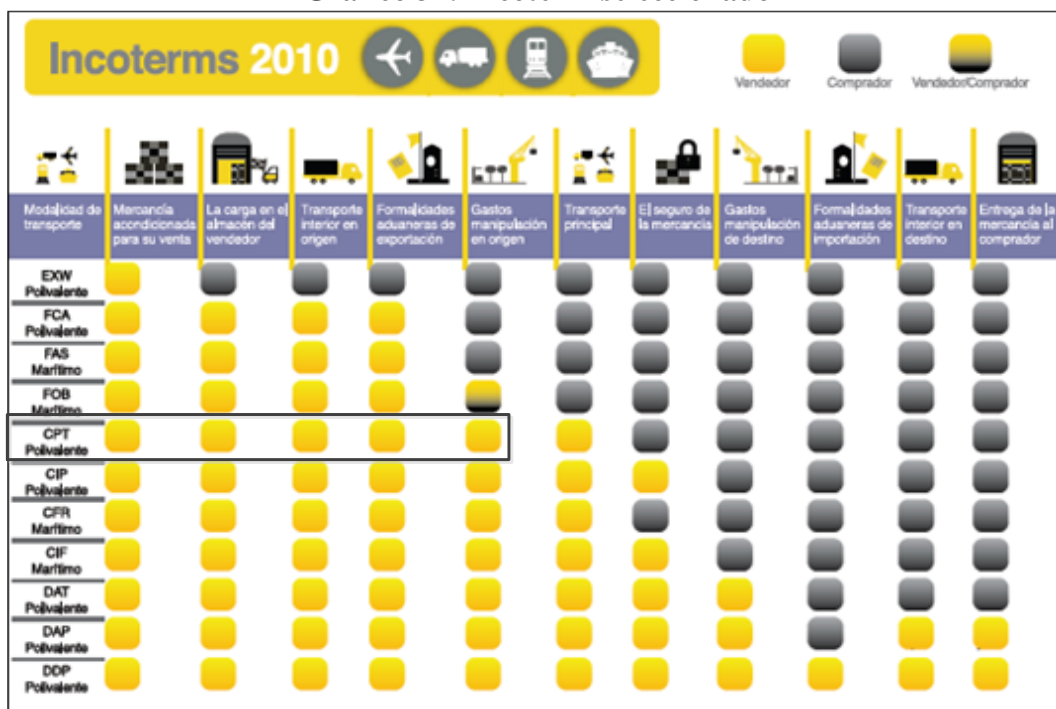 Incoterms 2010
Vendedor
Comprador
Vendedor/Comprador
Modalidad de
transporte
Mercancía
acondicionada
para su venta
La carga en el
almacén del
vendedor
Transporte
interior en
origen
Formalidades
aduaneras de
exportación
Gastos
manipulación
en origen
Transporte
principal
El seguro de
la mercancía
Gastos
manipulación
de destino
Formalidades
aduaneras de
importación
Transporte
interior en
destino
Entrega de la
mercancía al
comprador
EXW
Polivalente
FCA
Polivalente
FAS
Marítimo
FOB
Marítimo
CPT
Polivalente
CIP
Polivalente
CFR
Marítimo
CIF
Marítimo
DAT
Polivalente
DAP
Polivalente
DDP
Polivalente